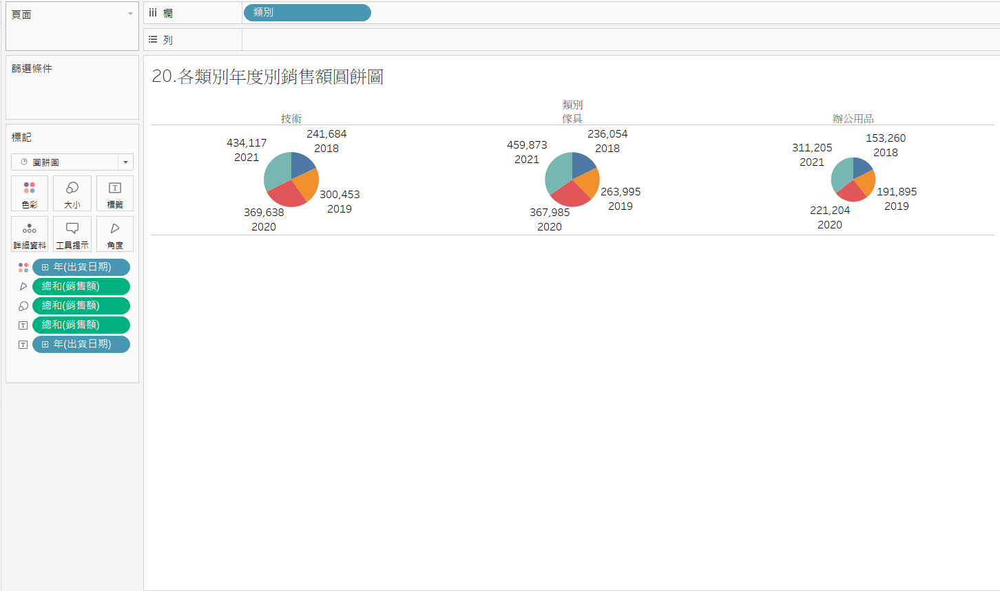 頁面
篩選條件
標記
圓餅圖
色彩
大小
標籤
詳細資料
工具提示
角度
年(出貨日期)
總和(銷售額)
總和(銷售額)
總和(銷售額)
年(出貨日期)
欄
類別
列
20.各類別年度別銷售額圓餅圖
類別
技術
傢具
辦公用品
434,117
2021
241,684
2018
300,453
2019
369,638
2020
459,873
2021
236,054
2018
263,995
2019
367,985
2020
311,205
2021
153,260
2018
191,895
2019
221,204
2020